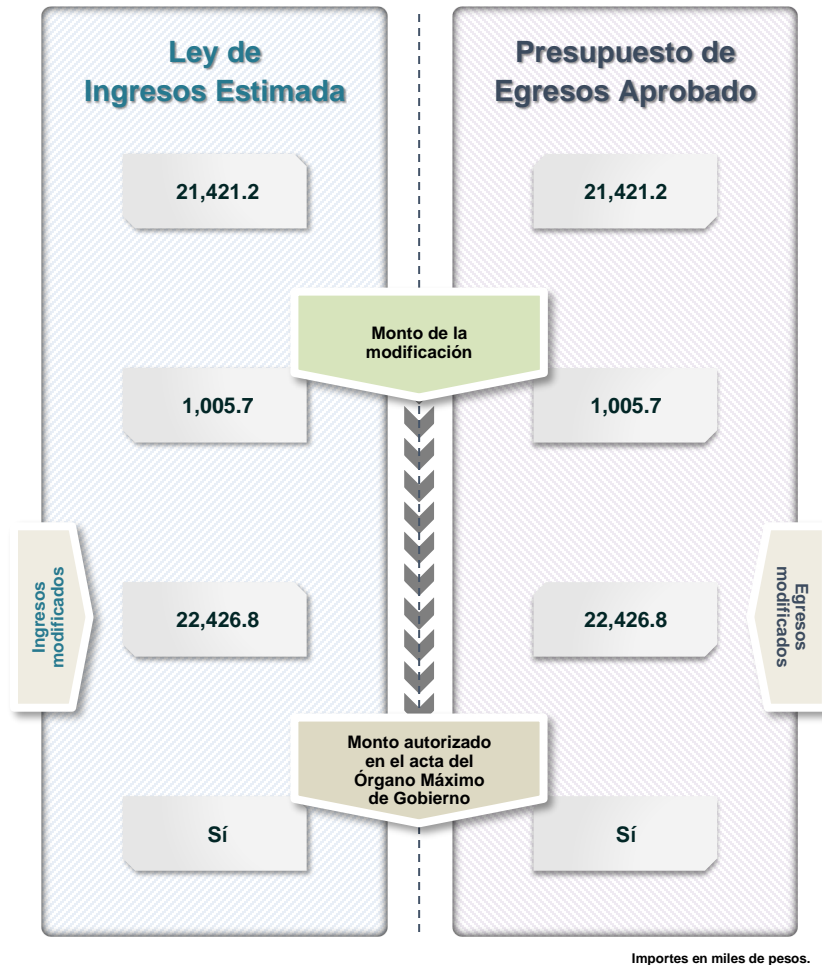 Ley de
Ingresos Estimada
Presupuesto de
Egresos Aprobado
21,421.2
21,421.2
Monto de la
modificación
1,005.7
1,005.7
Ingresos
modificados
22,426.8
22,426.8
Egresos
modificados
Monto autorizado
en el acta del
Órgano Máximo
de Gobierno
Sí
Sí
Importes en miles de pesos.